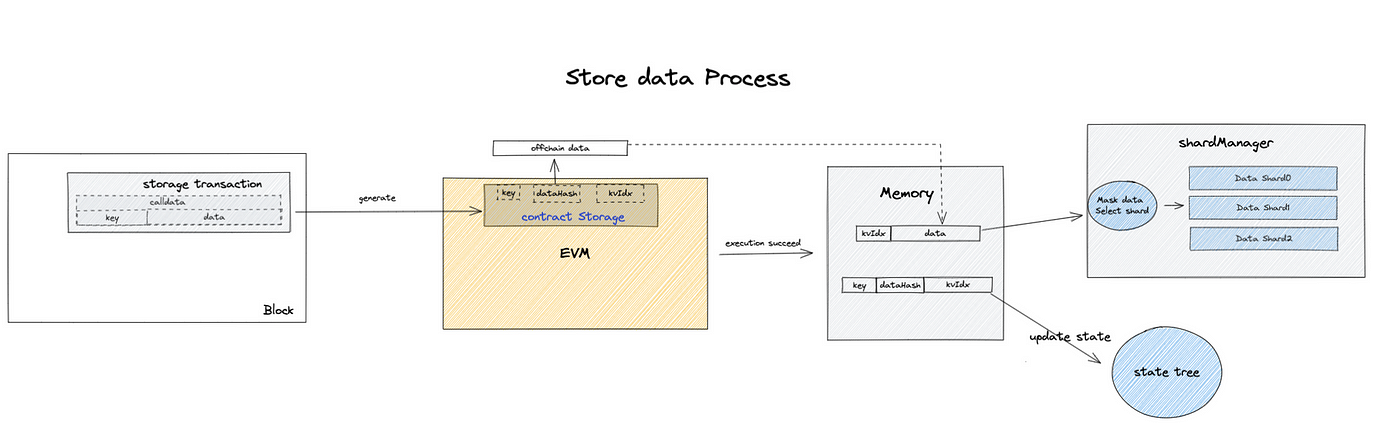 Store data Process
storage transaction
calldata
key
data
Block
generate
offchain data
key
dataHash
kvIdx
contract Storage
EVM
execution succeed
Memory
kvIdx
data
key
dataHash
kvIdx
update state
state tree
shardManager
Mask data
Select shard
Data Shard0
Data Shard1
Data Shard2